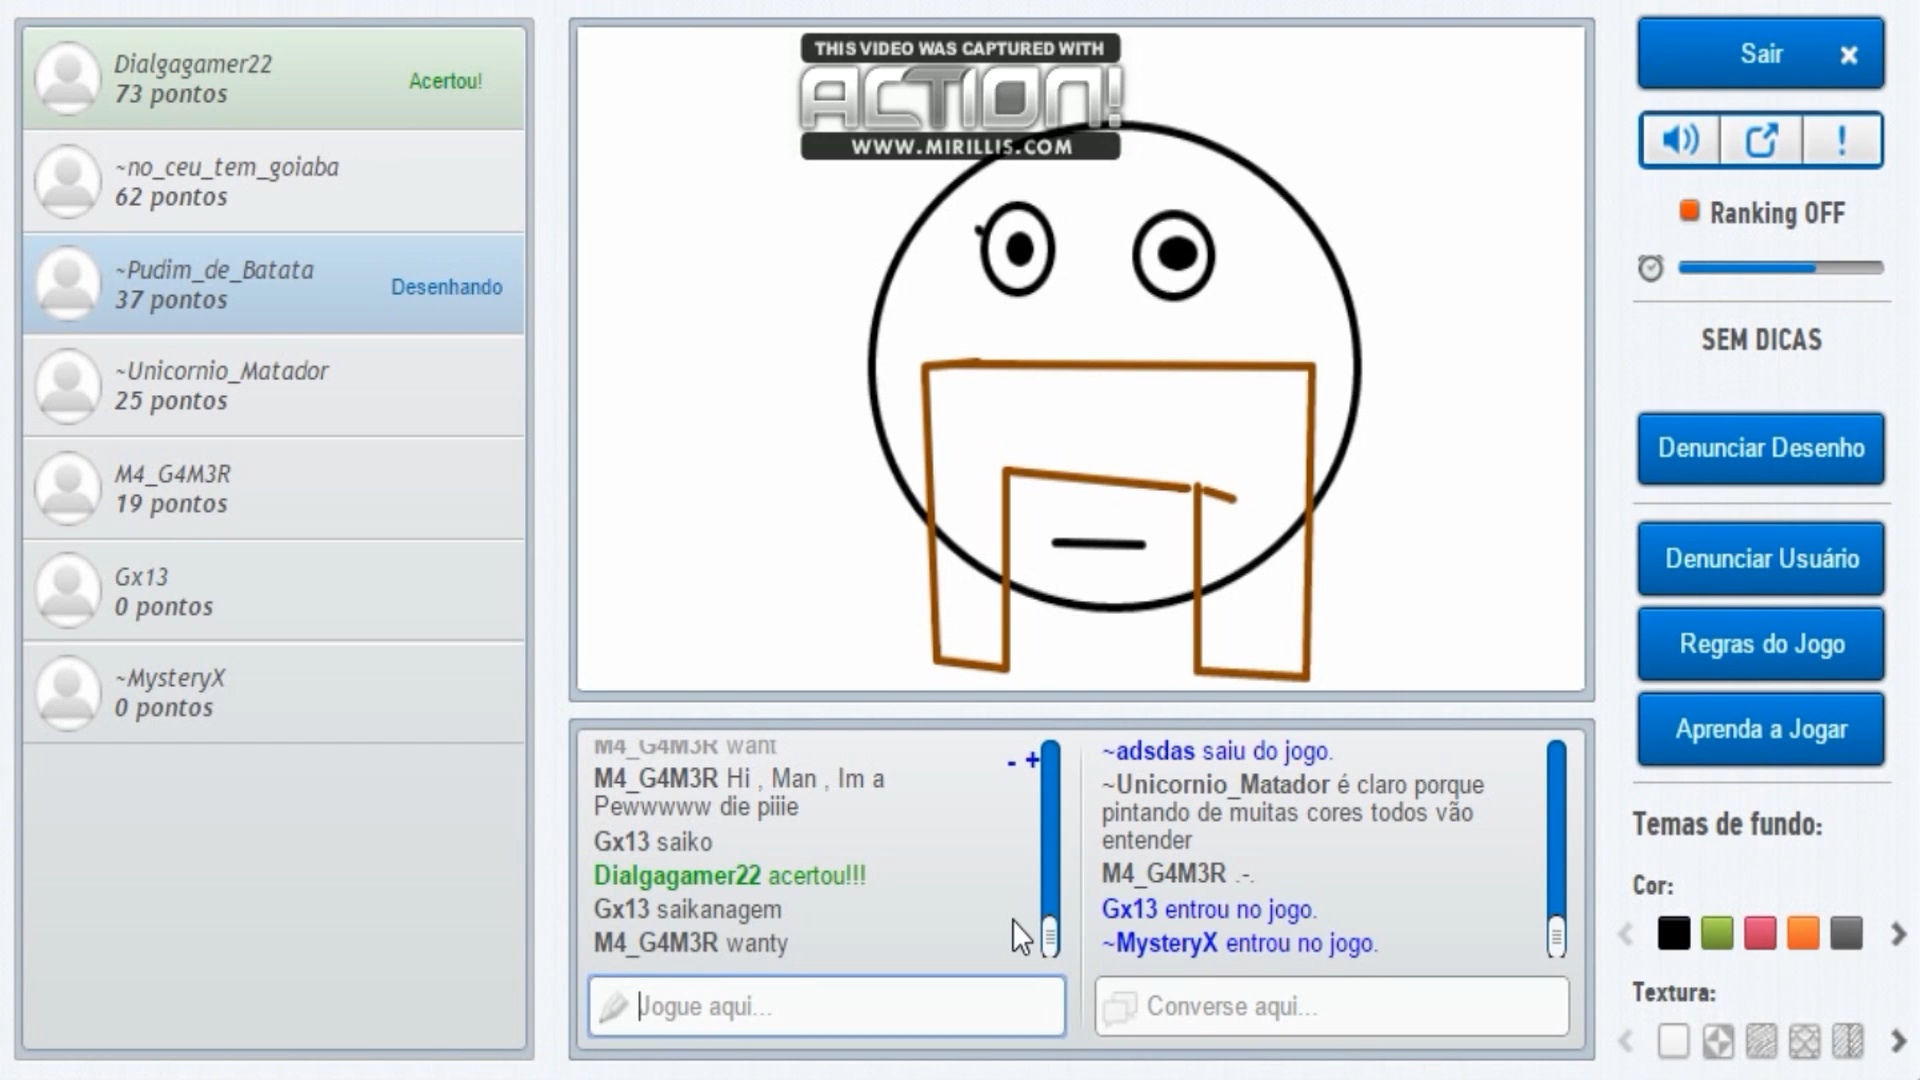 Dialgagamer22
73 pontos
Acertou!
~no_ceu_tem_goiaba
62 pontos
~Pudim_de_Batata
37 pontos
Desenhando
~Unicornio_Matador
25 pontos
M4_G4M3R
19 pontos
Gx13
0 pontos
~MysteryX
0 pontos
THIS VIDEO WAS CAPTURED WITH
ACTION!
WWW.MIRILLIS.COM
M4_G4M3R want
M4_G4M3R Hi , Man , Im a
Pewwwww die piiie
Gx13 saiko
Dialgagamer22 acertou!!!
Gx13 saikanagem
M4_G4M3R wanty
- +
Jogue aqui...
~adsdas saiu do jogo.
~Unicornio_Matador é claro porque
pintando de muitas cores todos vão
entender
M4_G4M3R .-.
Gx13 entrou no jogo.
~MysteryX entrou no jogo.
Converse aqui...
Sair ×
!
Ranking OFF
SEM DICAS
Denunciar Desenho
Denunciar Usuário
Regras do Jogo
Aprenda a Jogar
Temas de fundo:
Cor:
Textura: